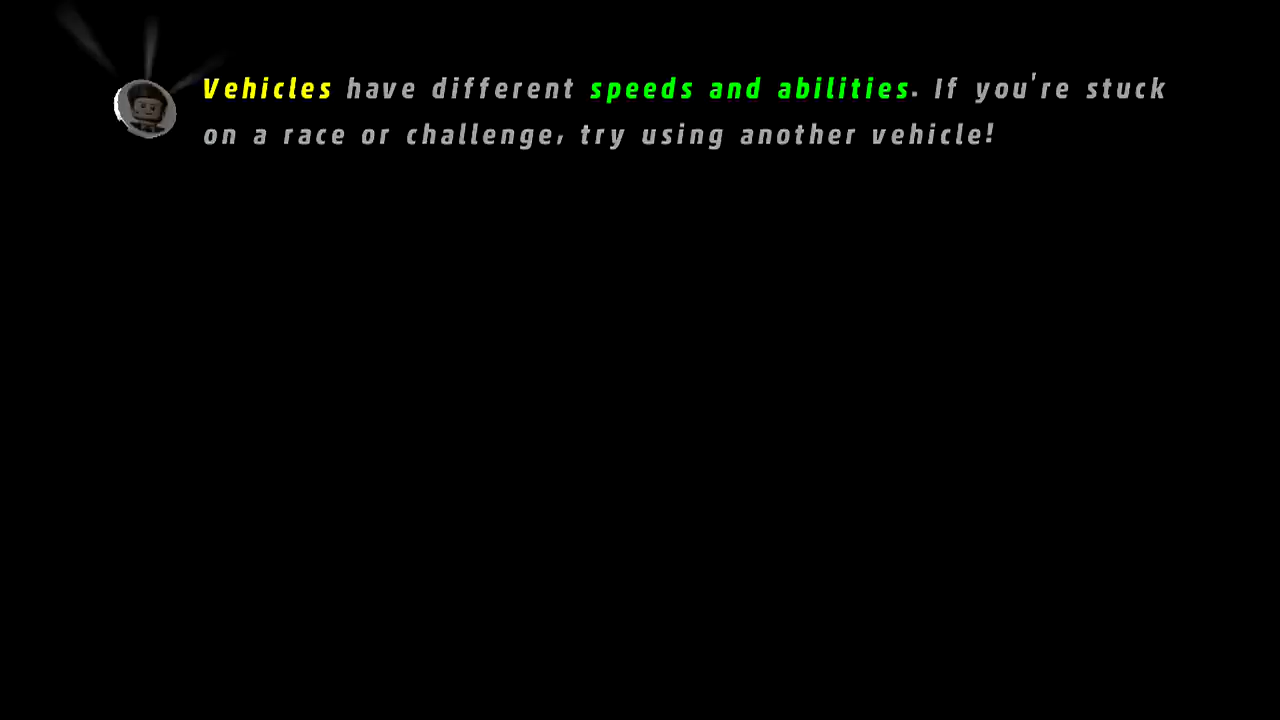 Vehicles have different speeds and abilities. If you're stuck
on a race or challenge, try using another vehicle!